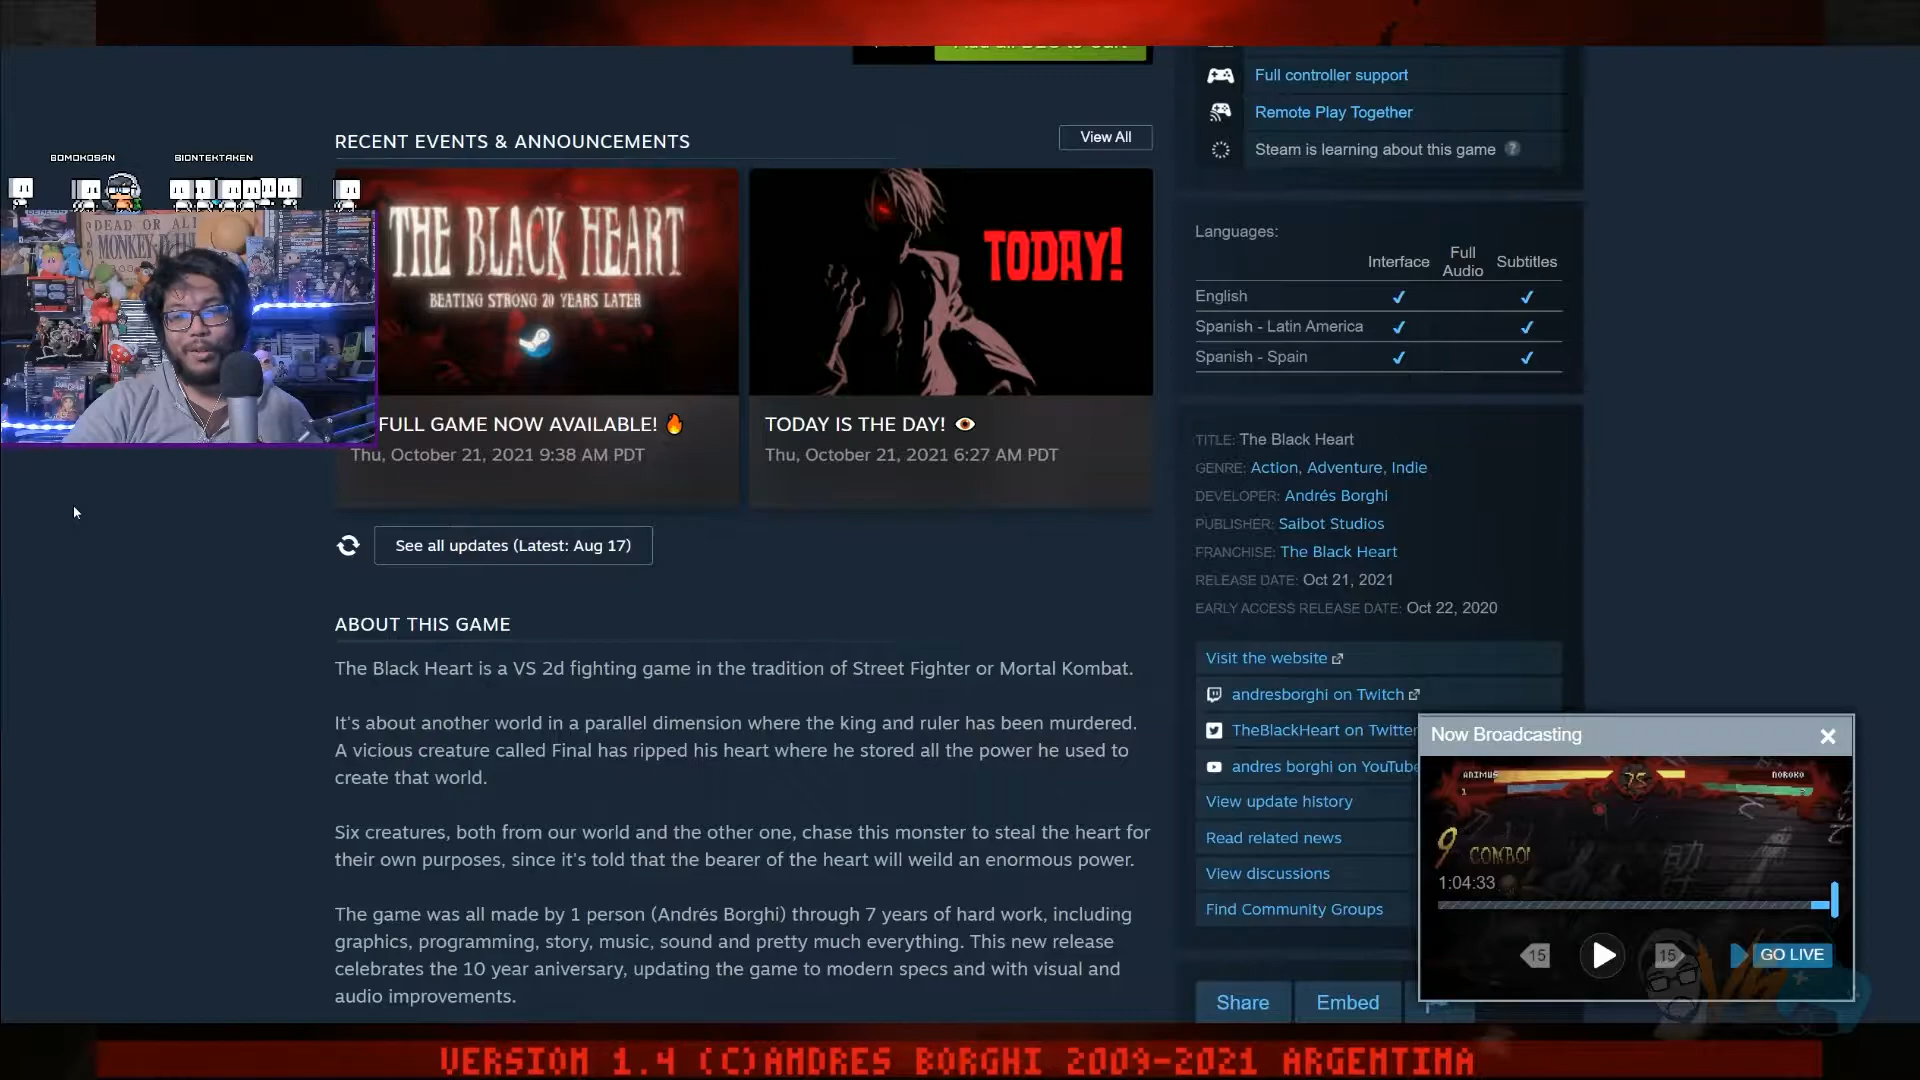 Full controller support
Remote Play Together
Steam is learning about this game ?
RECENT EVENTS & ANNOUNCEMENTS
View All
BOMOKOSAN
BIONTEKTAKEN
DEAD OR ALI
THE BLACK HEART
BEATING STRONG 20 YEARS LATER
TODAY!
FULL GAME NOW AVAILABLE!
Thu, October 21, 2021 9:38 AM PDT
TODAY IS THE DAY!
Thu, October 21, 2021 6:27 AM PDT
See all updates (Latest: Aug 17)
ABOUT THIS GAME
The Black Heart is a VS 2d fighting game in the tradition of Street Fighter or Mortal Kombat.
It's about another world in a parallel dimension where the king and ruler has been murdered.
A vicious creature called Final has ripped his heart where he stored all the power he used to
create that world.
Six creatures, both from our world and the other one, chase this monster to steal the heart for
their own purposes, since it's told that the bearer of the heart will weild an enormous power.
The game was all made by 1 person (Andrés Borghi) through 7 years of hard work, including
graphics, programming, story, music, sound and pretty much everything. This new release
celebrates the 10 year aniversary, updating the game to modern specs and with visual and
audio improvements.
Languages:
Interface Full Audio Subtitles
English ✔ ✔
Spanish - Latin America ✔ ✔
Spanish - Spain ✔ ✔
TITLE: The Black Heart
GENRE: Action, Adventure, Indie
DEVELOPER: Andrés Borghi
PUBLISHER: Saibot Studios
FRANCHISE: The Black Heart
RELEASE DATE: Oct 21, 2021
EARLY ACCESS RELEASE DATE: Oct 22, 2020
Visit the website
andresborghi on Twitch
TheBlackHeart on Twitter
andres borghi on YouTube
View update history
Read related news
View discussions
Find Community Groups
Share
Embed
Now Broadcasting
ANIMUS
75
NOROKO
1
2
9 COMBO!
1:04:33
15
15
GO LIVE
VERSION 1.4 (C)ANDRES BORGHI 2009-2021 ARGENTINA